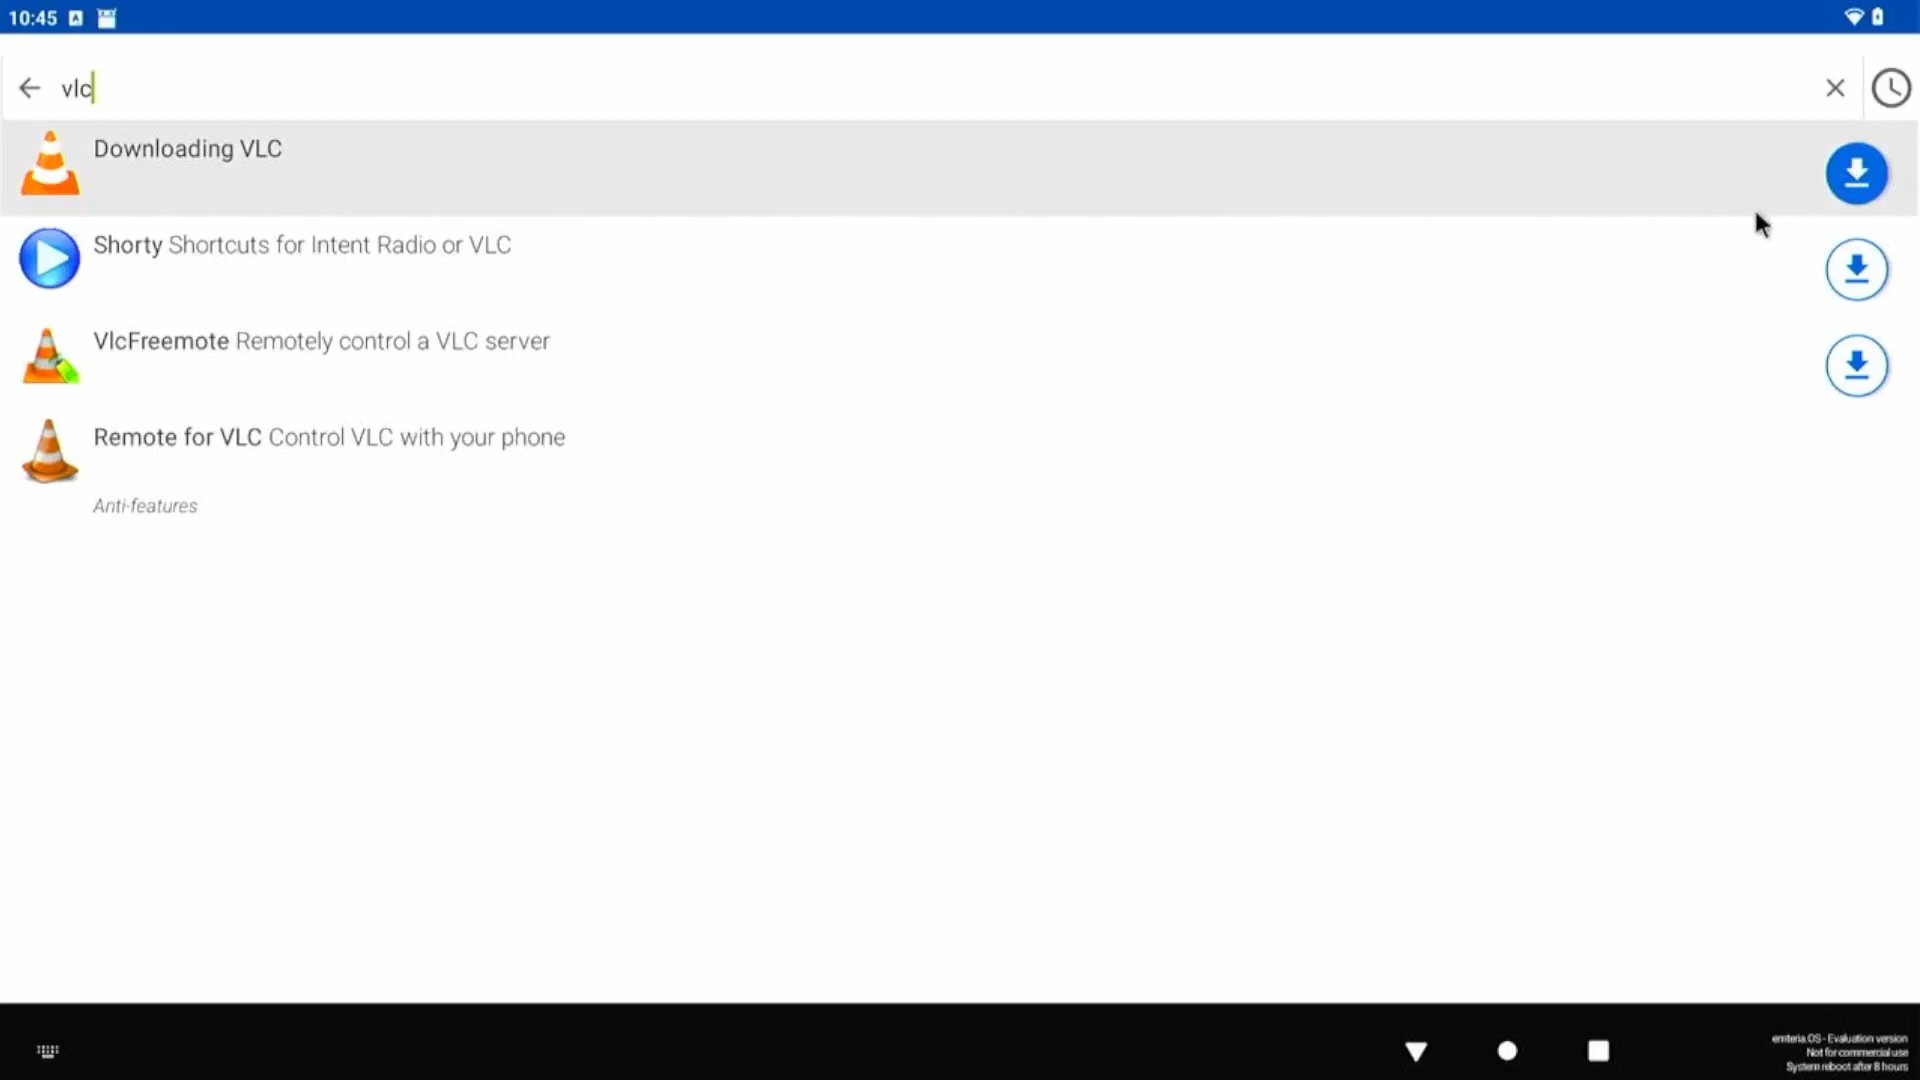 10:45
vlc
Downloading VLC
Shorty Shortcuts for Intent Radio or VLC
VlcFreemote Remotely control a VLC server
Remote for VLC Control VLC with your phone
Anti-features
emteria.OS - Evaluation version
Not for commercial use
System reboot after 8 hours